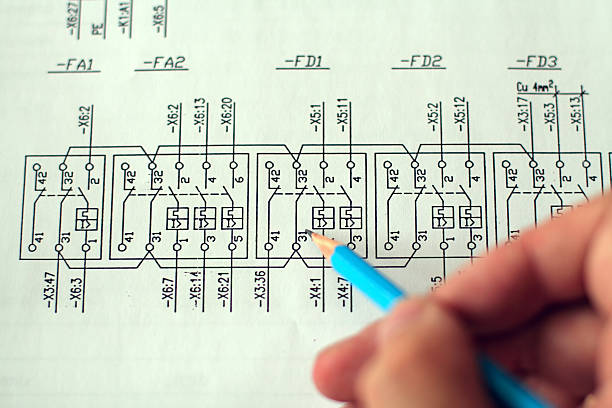 -X6:27 PE -K1:A1 -X6:5
-FA1 -FA2 -FD1 -FD2 -FD3
Cu 4mm²
-X6:2 -X6:2 -X6:13 -X6:20 -X5:1 -X5:11 -X5:2 -X5:12 -X3:17 -X5:3 -X5:13
42 32 2 42 32 2 4 6 42 32 2 4 42 32 2 4 42 32 2 4
41 31 1 41 31 1 3 5 41 31 3 41 31 1 3 41 31
-X3:47 -X6:3 -X6:7 -X6:14 -X6:21 -X3:36 -X4:1 -X4:7